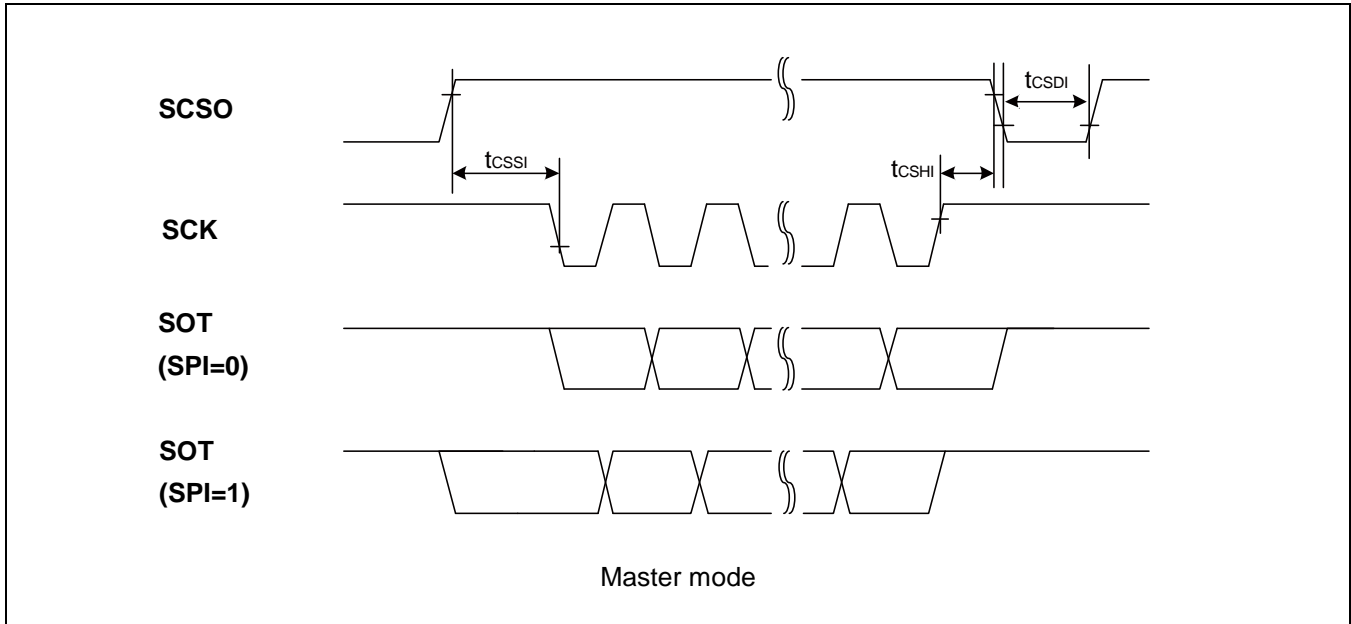 SCSO
tCSDI
tCSSI
tCSHI
SCK
SOT
(SPI=0)
SOT
(SPI=1)
Master mode